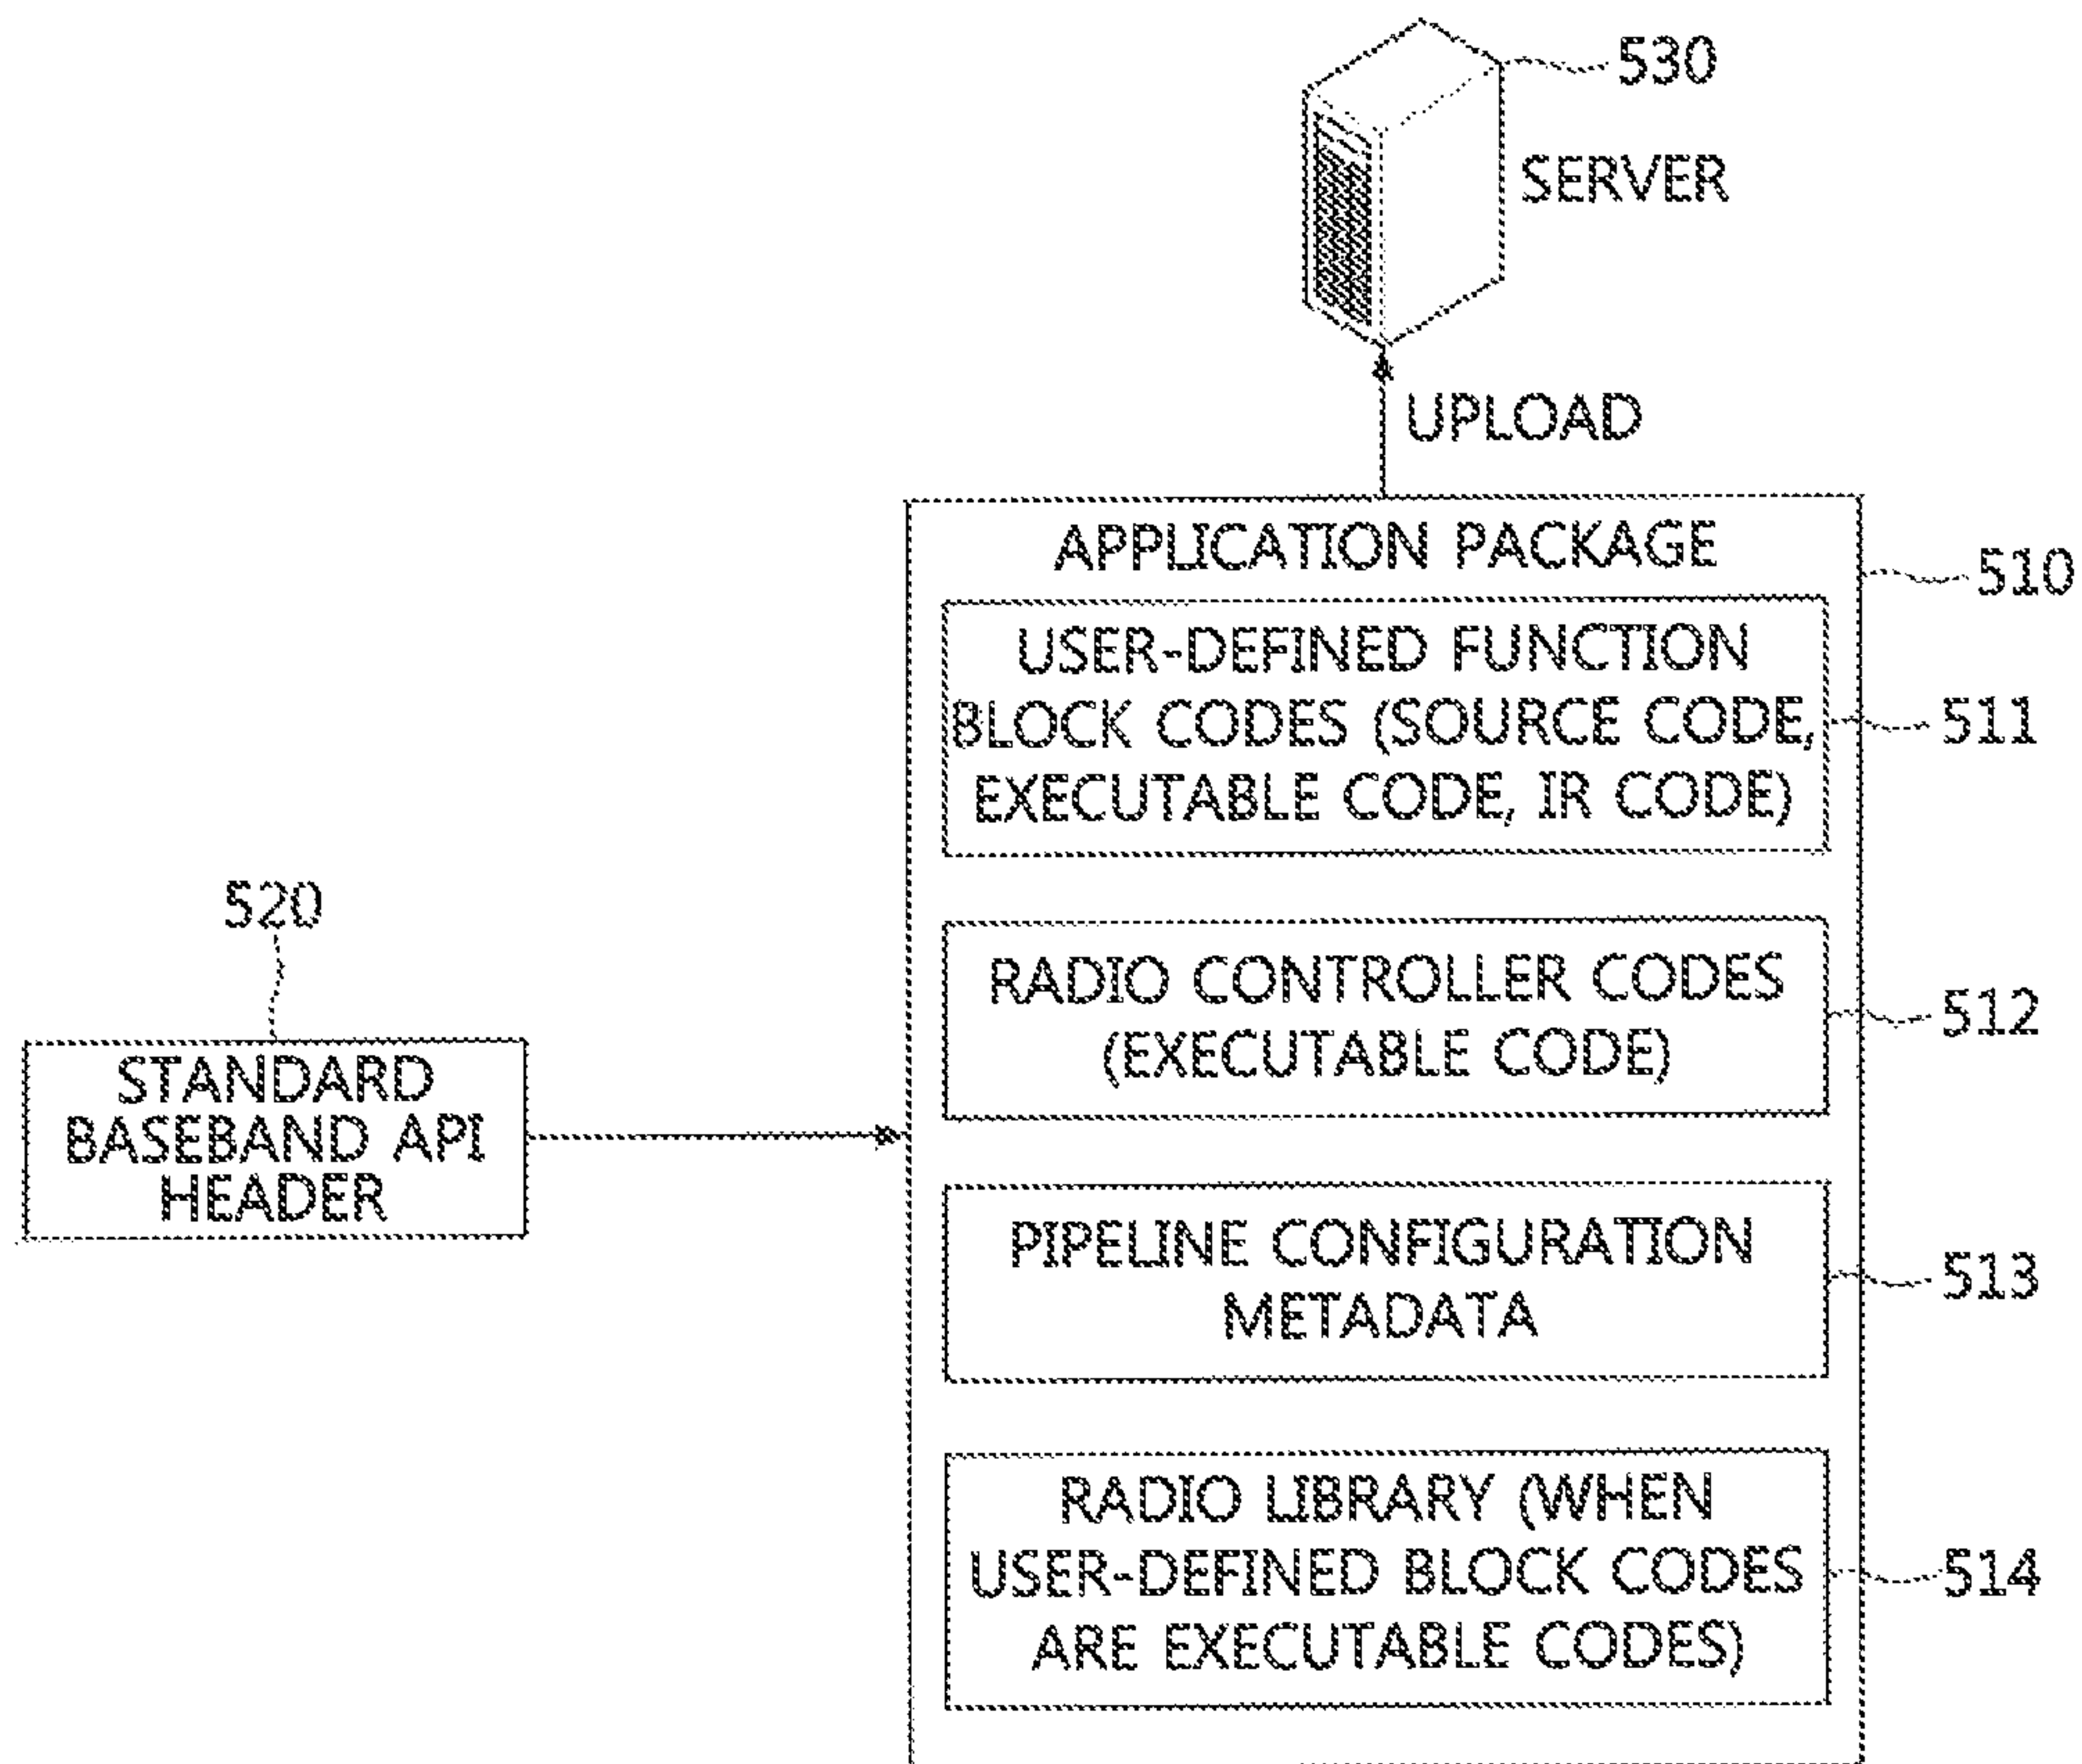 530
SERVER
UPLOAD
APPLICATION PACKAGE
510
USER-DEFINED FUNCTION
BLOCK CODES (SOURCE CODE,
EXECUTABLE CODE, IR CODE)
511
520
STANDARD
BASEBAND API
HEADER
RADIO CONTROLLER CODES
(EXECUTABLE CODE)
512
PIPELINE CONFIGURATION
METADATA
513
RADIO LIBRARY (WHEN
USER-DEFINED BLOCK CODES
ARE EXECUTABLE CODES)
514